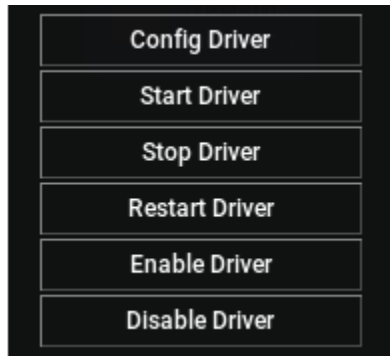 Config Driver
Start Driver
Stop Driver
Restart Driver
Enable Driver
Disable Driver